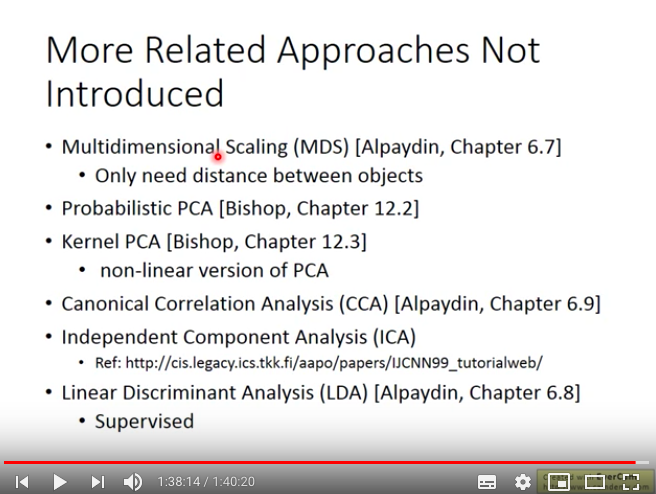 More Related Approaches Not
Introduced
• Multidimensional Scaling (MDS) [Alpaydin, Chapter 6.7]
• Only need distance between objects
• Probabilistic PCA [Bishop, Chapter 12.2]
• Kernel PCA [Bishop, Chapter 12.3]
• non-linear version of PCA
• Canonical Correlation Analysis (CCA) [Alpaydin, Chapter 6.9]
• Independent Component Analysis (ICA)
• Ref: http://cis.legacy.ics.tkk.fi/aapo/papers/IJCNN99_tutorialweb/
• Linear Discriminant Analysis (LDA) [Alpaydin, Chapter 6.8]
• Supervised
1:38:14 / 1:40:20